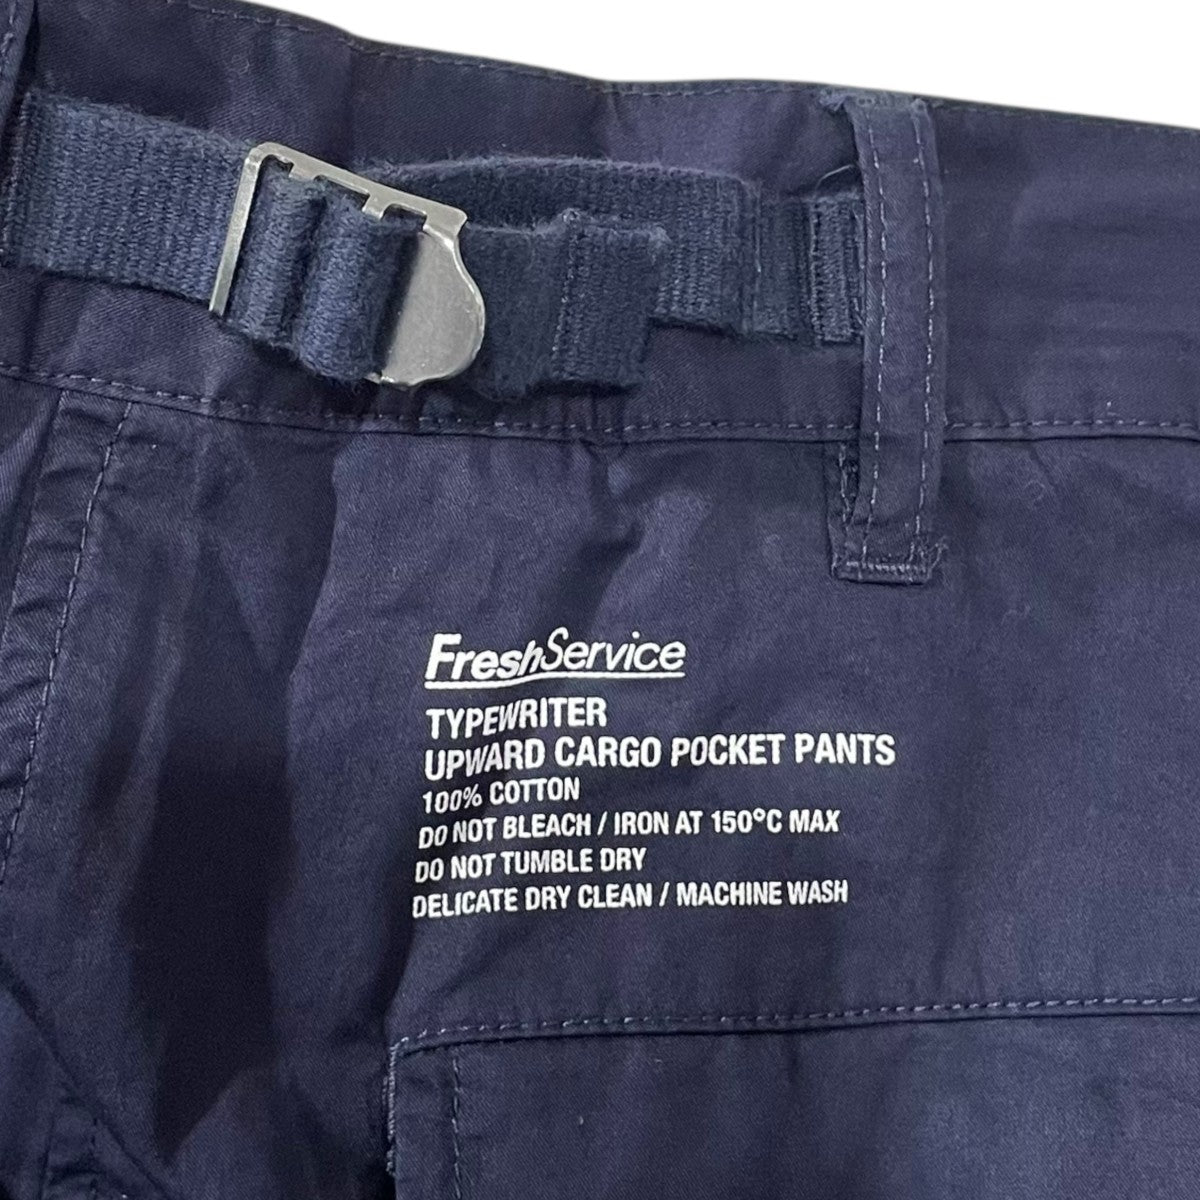 FreshService
TYPEWRITER
UPWARD CARGO POCKET PANTS
100% COTTON
DO NOT BLEACH / IRON AT 150°C MAX
DO NOT TUMBLE DRY
DELICATE DRY CLEAN / MACHINE WASH